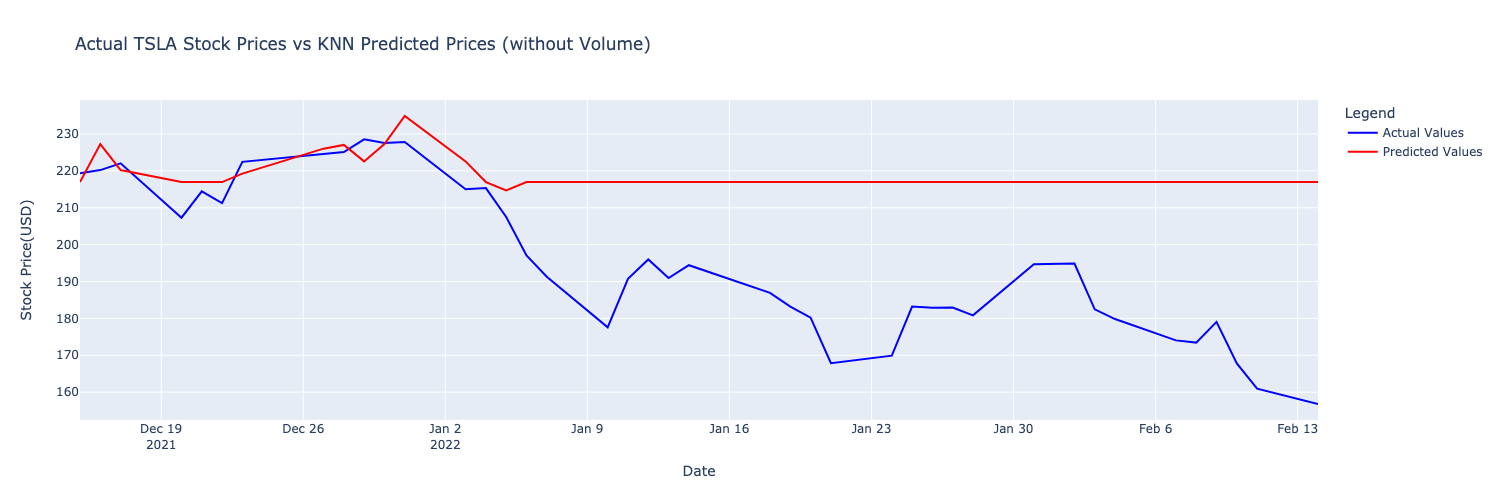 Actual TSLA Stock Prices vs KNN Predicted Prices (without Volume)
Legend
Actual Values
Predicted Values
Stock Price(USD)
230
220
210
200
190
180
170
160
Dec 19
2021
Dec 26
Jan 2
2022
Jan 9
Jan 16
Jan 23
Jan 30
Feb 6
Feb 13
Date